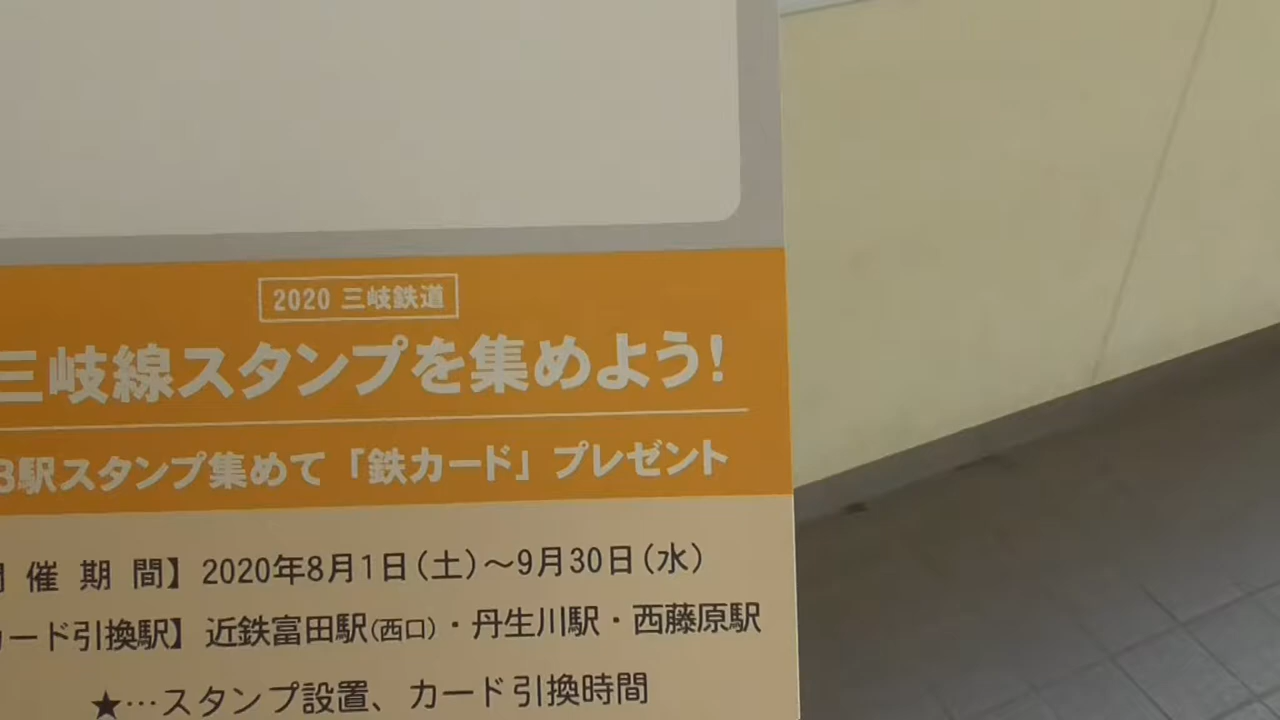 2020 三岐鉄道
三岐線スタンプを集めよう!
3駅スタンプ集めて「鉄カード」プレゼント
開催期間】2020年8月1日(土)~9月30日(水)
カード引換駅】近鉄富田駅(西口)・丹生川駅・西藤原駅
★…スタンプ設置、カード引換時間